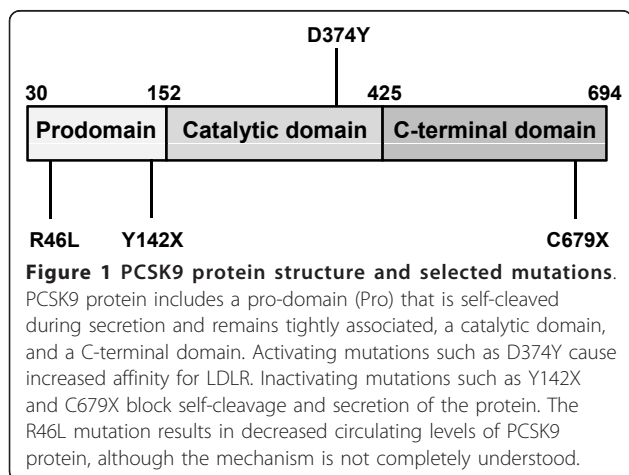 D374Y
30 152 425 694
Prodomain Catalytic domain C-terminal domain
R46L Y142X C679X
Figure 1 PCSK9 protein structure and selected mutations.
PCSK9 protein includes a pro-domain (Pro) that is self-cleaved
during secretion and remains tightly associated, a catalytic domain,
and a C-terminal domain. Activating mutations such as D374Y cause
increased affinity for LDLR. Inactivating mutations such as Y142X
and C679X block self-cleavage and secretion of the protein. The
R46L mutation results in decreased circulating levels of PCSK9
protein, although the mechanism is not completely understood.